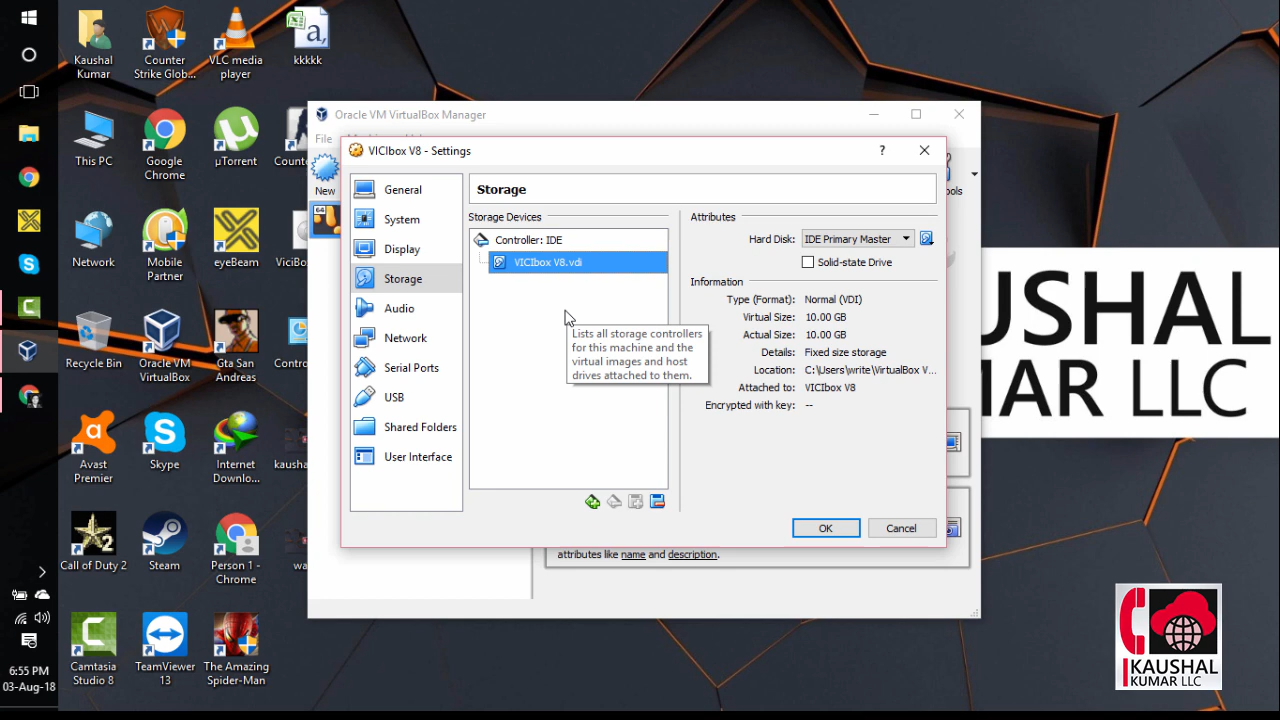 Kaushal
Kumar
Counter
Strike Glob...
VLC media
player
kkkkk
This PC
Google
Chrome
µTorrent
Network
Mobile
Partner
eyeBeam
Recycle Bin
Oracle VM
VirtualBox
Gta San
Andreas
Avast
Premier
Skype
Internet
Downlo...
Call of Duty 2
Steam
Person 1 -
Chrome
Camtasia
Studio 8
TeamViewer
13
The Amazing
Spider-Man
6:55 PM
03-Aug-18
Oracle VM VirtualBox Manager
File
New
64
VICIbox V8 - Settings
?
General
System
Display
Storage
Audio
Network
Serial Ports
USB
Shared Folders
User Interface
Storage
Storage Devices
Controller: IDE
VICIbox V8.vdi
Lists all storage controllers
for this machine and the
virtual images and host
drives attached to them.
Attributes
Hard Disk: IDE Primary Master
Solid-state Drive
Information
Type (Format): Normal (VDI)
Virtual Size: 10.00 GB
Actual Size: 10.00 GB
Details: Fixed size storage
Location: C:\Users\write\VirtualBox V...
Attached to: VICIbox V8
Encrypted with key: --
OK
Cancel
attributes like name and description.
USHAL
MAR LLC
KAUSHAL
KUMAR LLC